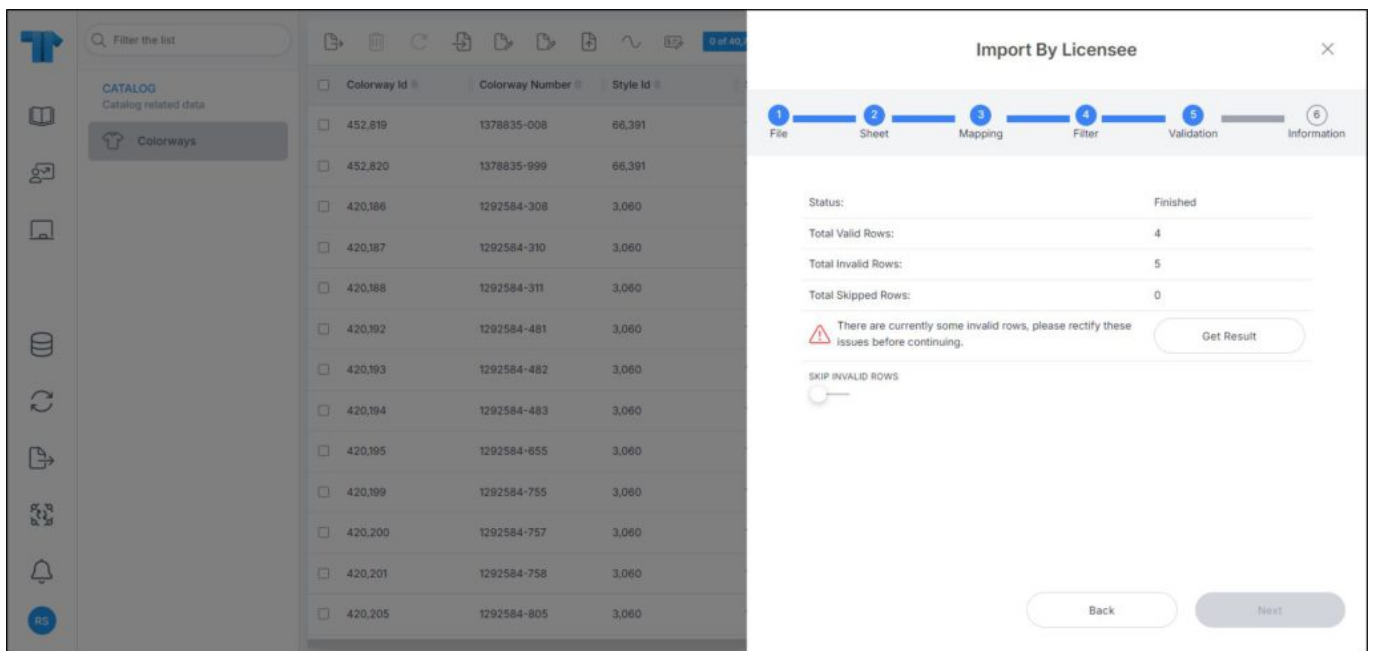 Filter the list
CATALOG
Catalog related data
Colorways
RS
0 of 40,
Colorway Id Colorway Number Style Id
452,819 1378835-008 66,391
452,820 1378835-999 66,391
420,186 1292584-308 3,060
420,187 1292584-310 3,060
420,188 1292584-311 3,060
420,192 1292584-481 3,060
420,193 1292584-482 3,060
420,194 1292584-483 3,060
420,195 1292584-655 3,060
420,199 1292584-755 3,060
420,200 1292584-757 3,060
420,201 1292584-758 3,060
420,205 1292584-805 3,060
Import By Licensee
1 2 3 4 5 6
File Sheet Mapping Filter Validation Information
Status: Finished
Total Valid Rows: 4
Total Invalid Rows: 5
Total Skipped Rows: 0
There are currently some invalid rows, please rectify these
issues before continuing.
Get Result
SKIP INVALID ROWS
Back Next